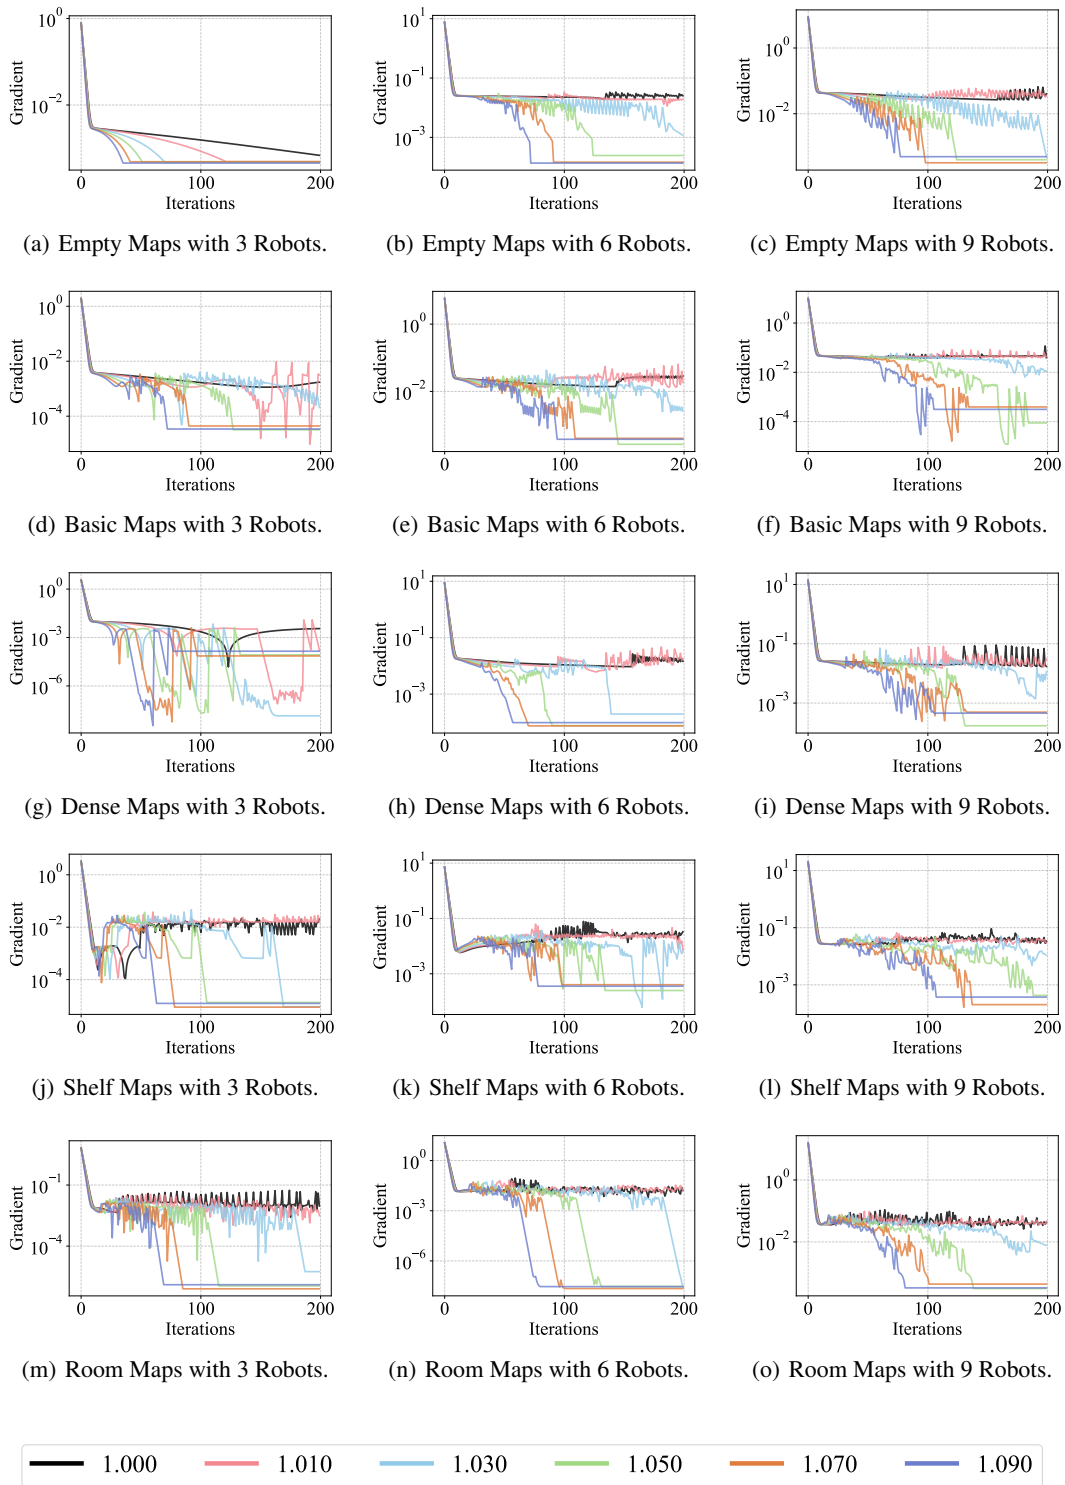 10^0
10^-2
Gradient
0 100 200
Iterations
(a) Empty Maps with 3 Robots.
10^1
10^-1
10^-3
Gradient
0 100 200
Iterations
(b) Empty Maps with 6 Robots.
10^0
10^-2
Gradient
0 100 200
Iterations
(c) Empty Maps with 9 Robots.
10^0
10^-2
10^-4
Gradient
0 100 200
Iterations
(d) Basic Maps with 3 Robots.
10^0
10^-2
Gradient
0 100 200
Iterations
(e) Basic Maps with 6 Robots.
10^0
10^-2
10^-4
Gradient
0 100 200
Iterations
(f) Basic Maps with 9 Robots.
10^0
10^-3
10^-6
Gradient
0 100 200
Iterations
(g) Dense Maps with 3 Robots.
10^1
10^-1
10^-3
Gradient
0 100 200
Iterations
(h) Dense Maps with 6 Robots.
10^1
10^-1
10^-3
Gradient
0 100 200
Iterations
(i) Dense Maps with 9 Robots.
10^0
10^-2
10^-4
Gradient
0 100 200
Iterations
(j) Shelf Maps with 3 Robots.
10^1
10^-1
10^-3
Gradient
0 100 200
Iterations
(k) Shelf Maps with 6 Robots.
10^1
10^-1
10^-3
Gradient
0 100 200
Iterations
(l) Shelf Maps with 9 Robots.
10^-1
10^-4
Gradient
0 100 200
Iterations
(m) Room Maps with 3 Robots.
10^0
10^-3
10^-6
Gradient
0 100 200
Iterations
(n) Room Maps with 6 Robots.
10^0
10^-2
Gradient
0 100 200
Iterations
(o) Room Maps with 9 Robots.
1.000 1.010 1.030 1.050 1.070 1.090